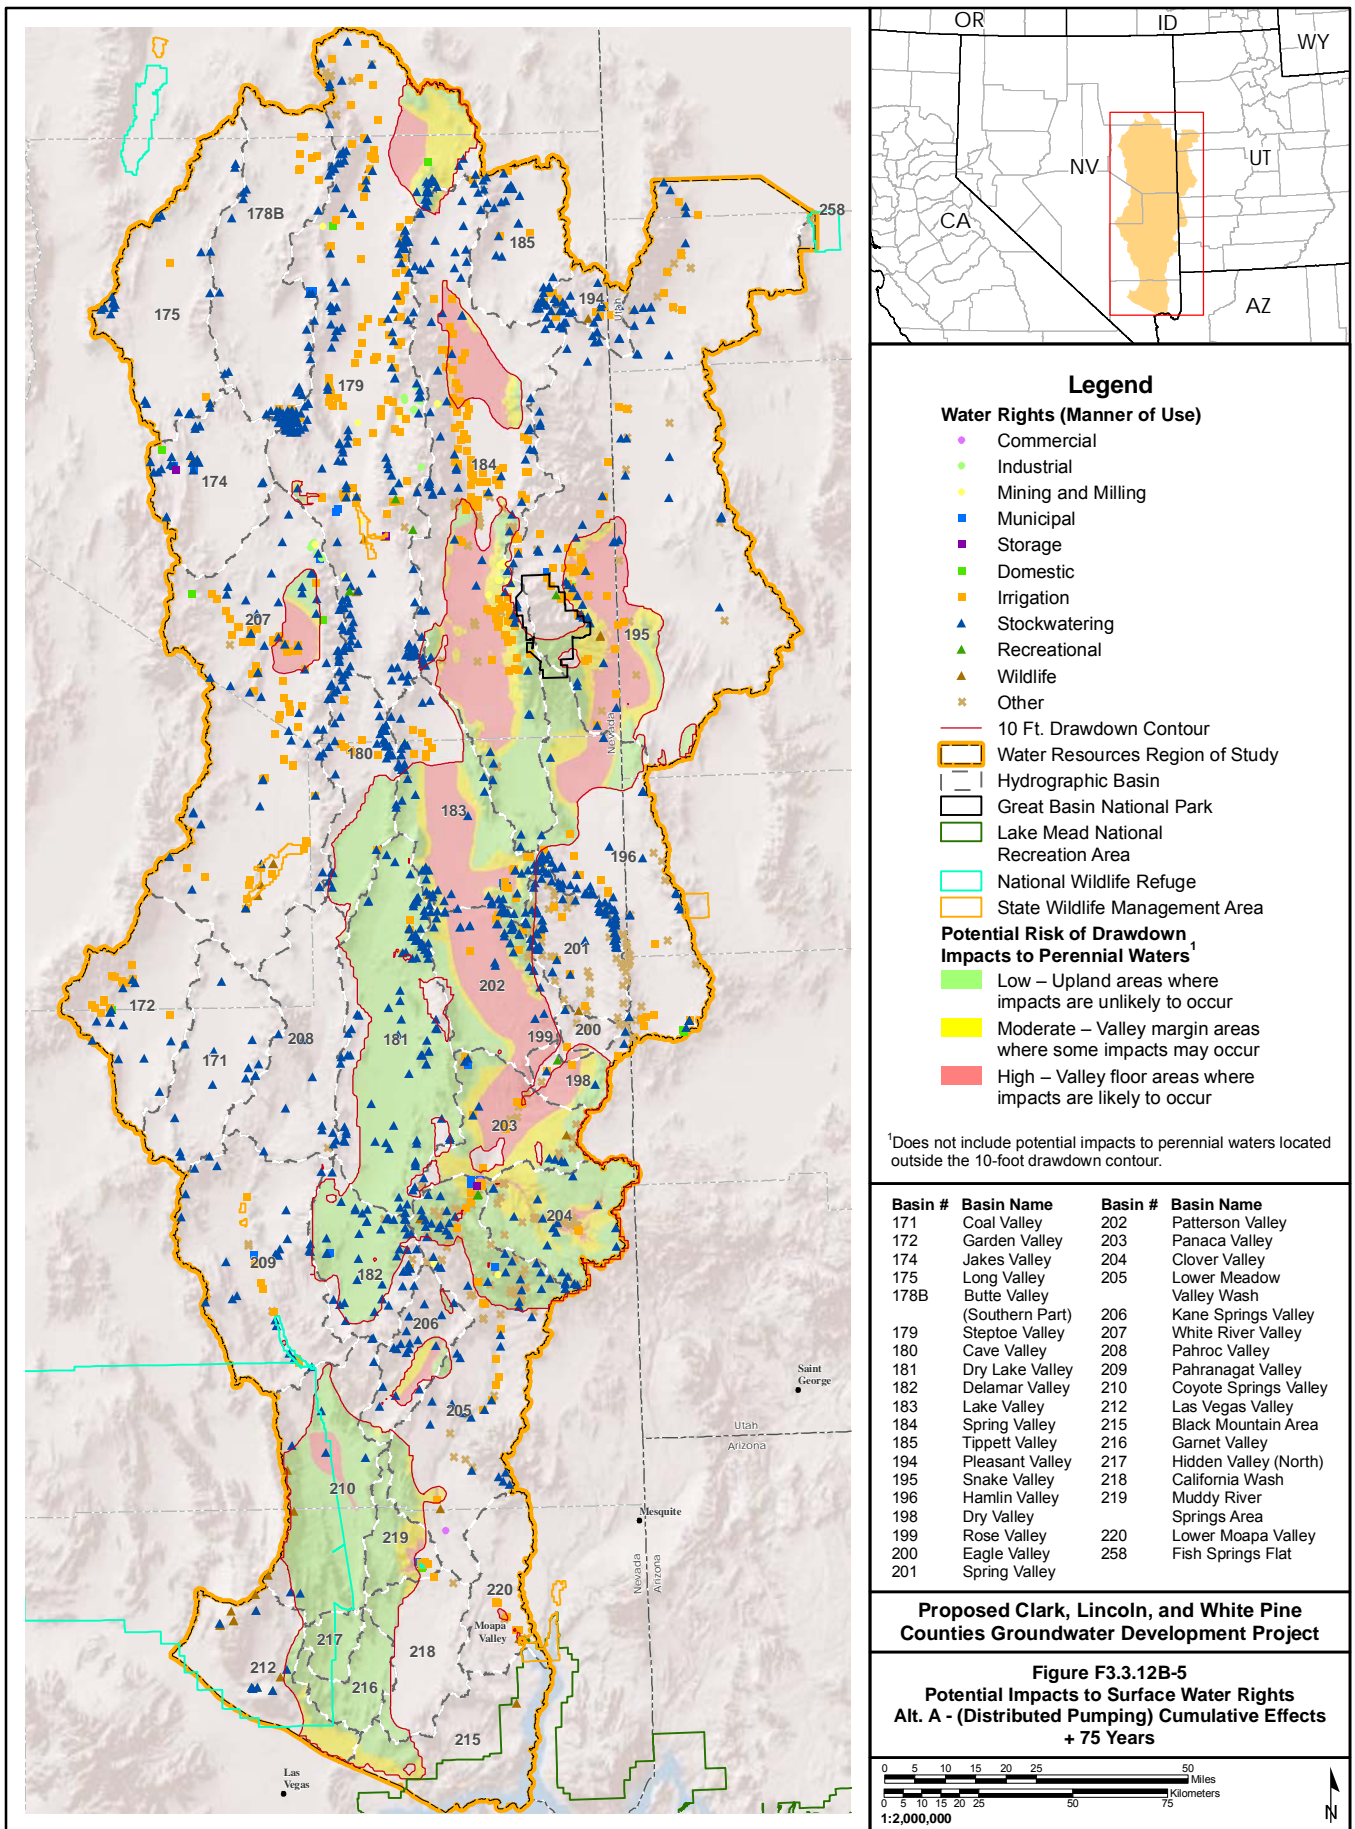 OR
ID
WY
NV
UT
CA
AZ
258
178B
185
175
194
Utah
179
184
174
207
195
Nevada
180
183
196
201
202
172
199
200
208
181
171
198
203
204
209
182
206
Saint
George
205
Utah
Arizona
210
Mesquite
219
Nevada
Arizona
220
Moapa
Valley
217
218
212
216
215
Las
Vegas
Legend
Water Rights (Manner of Use)
Commercial
Industrial
Mining and Milling
Municipal
Storage
Domestic
Irrigation
Stockwatering
Recreational
Wildlife
Other
10 Ft. Drawdown Contour
Water Resources Region of Study
Hydrographic Basin
Great Basin National Park
Lake Mead National
Recreation Area
National Wildlife Refuge
State Wildlife Management Area
Potential Risk of Drawdown
Impacts to Perennial Waters1
Low – Upland areas where
impacts are unlikely to occur
Moderate – Valley margin areas
where some impacts may occur
High – Valley floor areas where
impacts are likely to occur
1Does not include potential impacts to perennial waters located
outside the 10-foot drawdown contour.
Basin # Basin Name Basin # Basin Name
171 Coal Valley 202 Patterson Valley
172 Garden Valley 203 Panaca Valley
174 Jakes Valley 204 Clover Valley
175 Long Valley 205 Lower Meadow
178B Butte Valley Valley Wash
(Southern Part) 206 Kane Springs Valley
179 Steptoe Valley 207 White River Valley
180 Cave Valley 208 Pahroc Valley
181 Dry Lake Valley 209 Pahranagat Valley
182 Delamar Valley 210 Coyote Springs Valley
183 Lake Valley 212 Las Vegas Valley
184 Spring Valley 215 Black Mountain Area
185 Tippett Valley 216 Garnet Valley
194 Pleasant Valley 217 Hidden Valley (North)
195 Snake Valley 218 California Wash
196 Hamlin Valley 219 Muddy River
198 Dry Valley Springs Area
199 Rose Valley 220 Lower Moapa Valley
200 Eagle Valley 258 Fish Springs Flat
201 Spring Valley
Proposed Clark, Lincoln, and White Pine
Counties Groundwater Development Project
Figure F3.3.12B-5
Potential Impacts to Surface Water Rights
Alt. A - (Distributed Pumping) Cumulative Effects
+ 75 Years
0 5 10 15 20 25 50
Miles
Kilometers
0 5 10 15 20 25 50 75
1:2,000,000
N